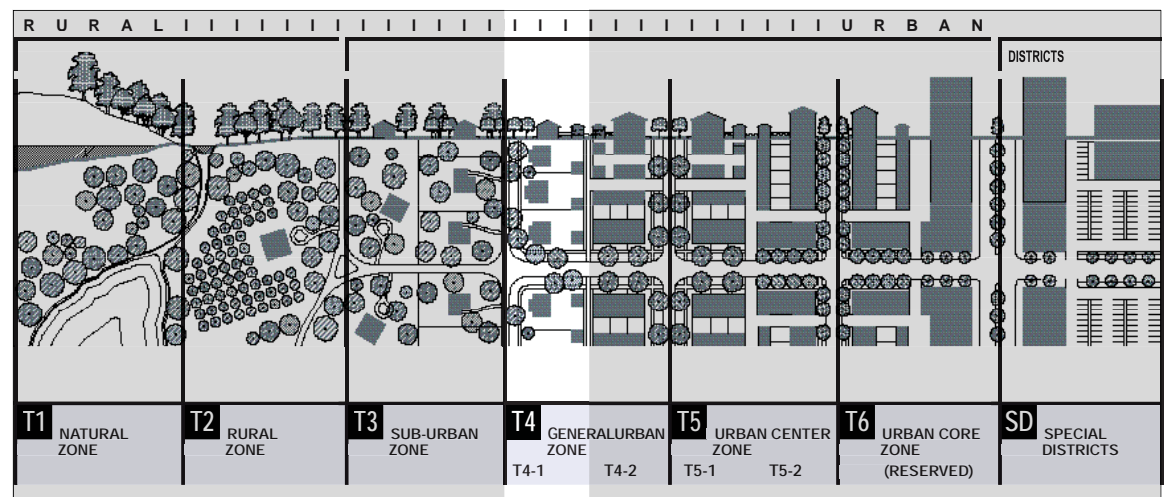 R U R A L I I I I I I I I I I I I I I I I I I I I I I I I I I U R B A N
DISTRICTS
T1 NATURAL
ZONE
T2 RURAL
ZONE
T3 SUB-URBAN
ZONE
T4 GENERALURBAN
ZONE
T4-1 T4-2
T5 URBAN CENTER
ZONE
T5-1 T5-2
T6 URBAN CORE
ZONE
(RESERVED)
SD SPECIAL
DISTRICTS